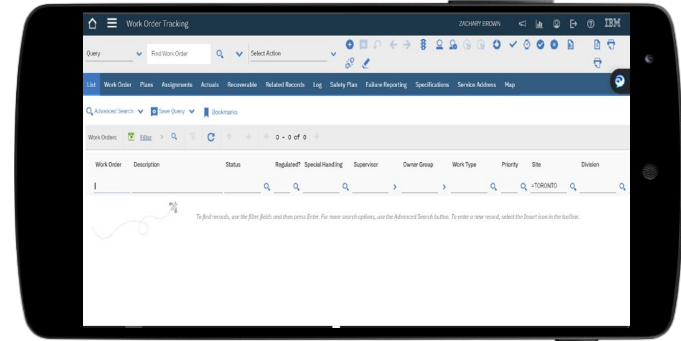 Work Order Tracking ZACHARY BROWN IBM
Query Find Work Order Select Action
List Work Order Plans Assignments Actuals Recoverable Related Records Log Safety Plan Failure Reporting Specifications Service Address Map
Advanced Search Save Query Bookmarks
Work Orders: Filter 0 - 0 of 0
Work Order Description Status Regulated? Special Handling Supervisor Owner Group Work Type Priority Site Division
=TORONTO
To find records, use the filter fields and then press Enter. For more search options, use the Advanced Search button. To enter a new record, select the Insert icon in the toolbar.